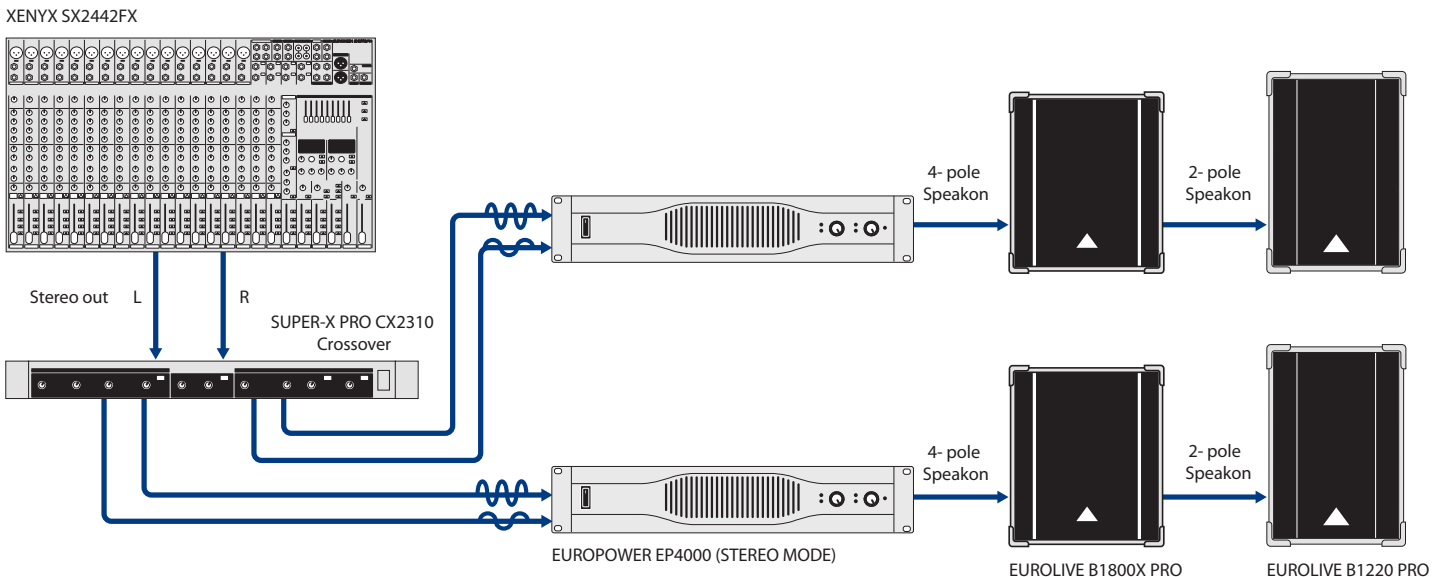 XENYX SX2442FX
4- pole
Speakon
2- pole
Speakon
Stereo out
L
R
SUPER-X PRO CX2310
Crossover
4- pole
Speakon
2- pole
Speakon
EUROPOWER EP4000 (STEREO MODE)
EUROLIVE B1800X PRO
EUROLIVE B1220 PRO